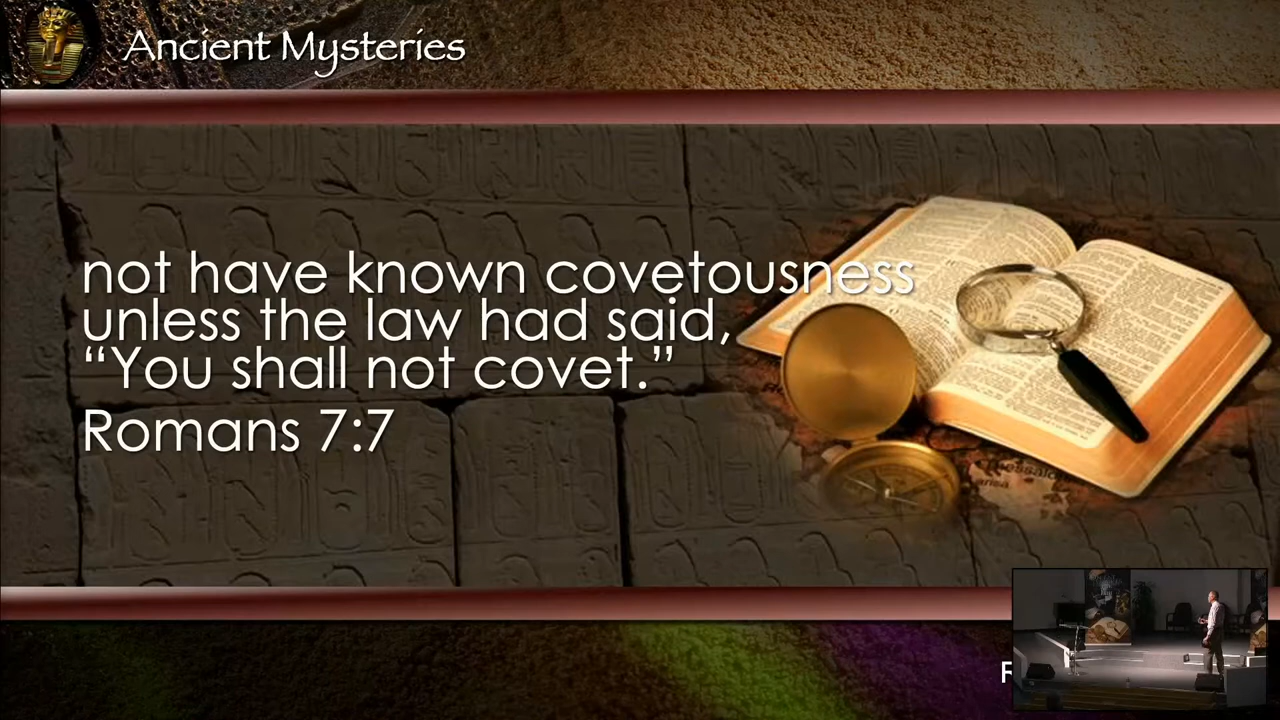 Ancient Mysteries
not have known covetousness
unless the law had said,
“You shall not covet.”
Romans 7:7